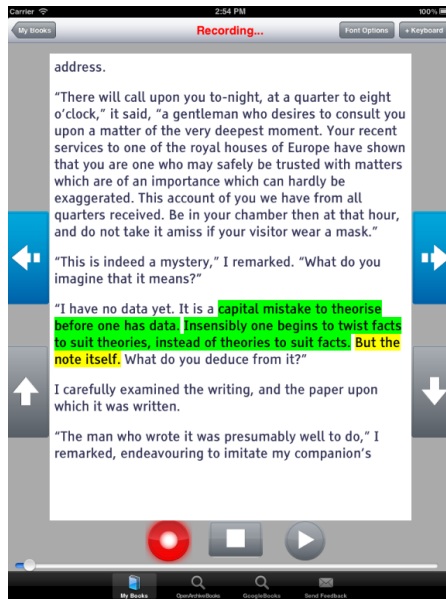 Carrier 2:54 PM 100%
My Books Recording... Font Options + Keyboard
address.
“There will call upon you to-night, at a quarter to eight
o’clock,” it said, “a gentleman who desires to consult you
upon a matter of the very deepest moment. Your recent
services to one of the royal houses of Europe have shown
that you are one who may safely be trusted with matters
which are of an importance which can hardly be
exaggerated. This account of you we have from all
quarters received. Be in your chamber then at that hour,
and do not take it amiss if your visitor wear a mask.”
“This is indeed a mystery,” I remarked. “What do you
imagine that it means?”
“I have no data yet. It is a capital mistake to theorise
before one has data. Insensibly one begins to twist facts
to suit theories, instead of theories to suit facts. But the
note itself. What do you deduce from it?”
I carefully examined the writing, and the paper upon
which it was written.
“The man who wrote it was presumably well to do,” I
remarked, endeavouring to imitate my companion’s
My Books OpenArchiveBooks GoogleBooks Send Feedback